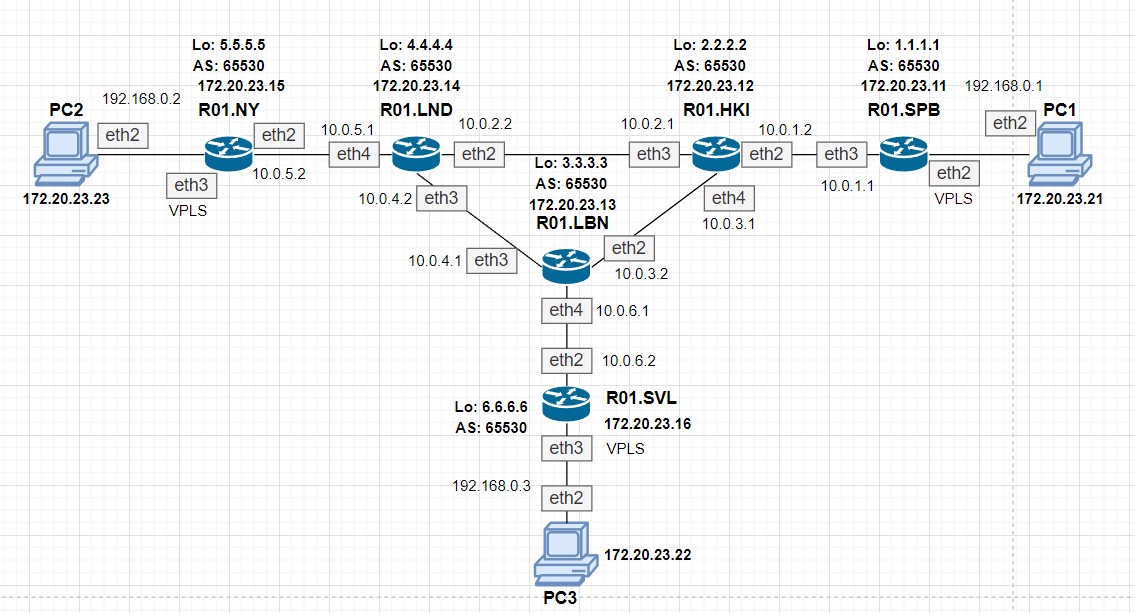 Lo: 5.5.5.5
AS: 65530
172.20.23.15
R01.NY
Lo: 4.4.4.4
AS: 65530
172.20.23.14
R01.LND
Lo: 2.2.2.2
AS: 65530
172.20.23.12
R01.HKI
Lo: 1.1.1.1
AS: 65530
172.20.23.11
R01.SPB
192.168.0.2
PC2
eth2
172.20.23.23
eth2
eth3
VPLS
10.0.5.2
10.0.5.1
eth4
10.0.2.2
eth2
10.0.4.2
eth3
10.0.2.1
eth3
10.0.1.2
eth2
eth4
10.0.3.1
eth3
10.0.1.1
eth2
VPLS
192.168.0.1
PC1
eth2
172.20.23.21
Lo: 3.3.3.3
AS: 65530
172.20.23.13
R01.LBN
10.0.4.1
eth3
eth2
10.0.3.2
eth4
10.0.6.1
eth2
10.0.6.2
Lo: 6.6.6.6
AS: 65530
R01.SVL
172.20.23.16
eth3
VPLS
192.168.0.3
eth2
172.20.23.22
PC3